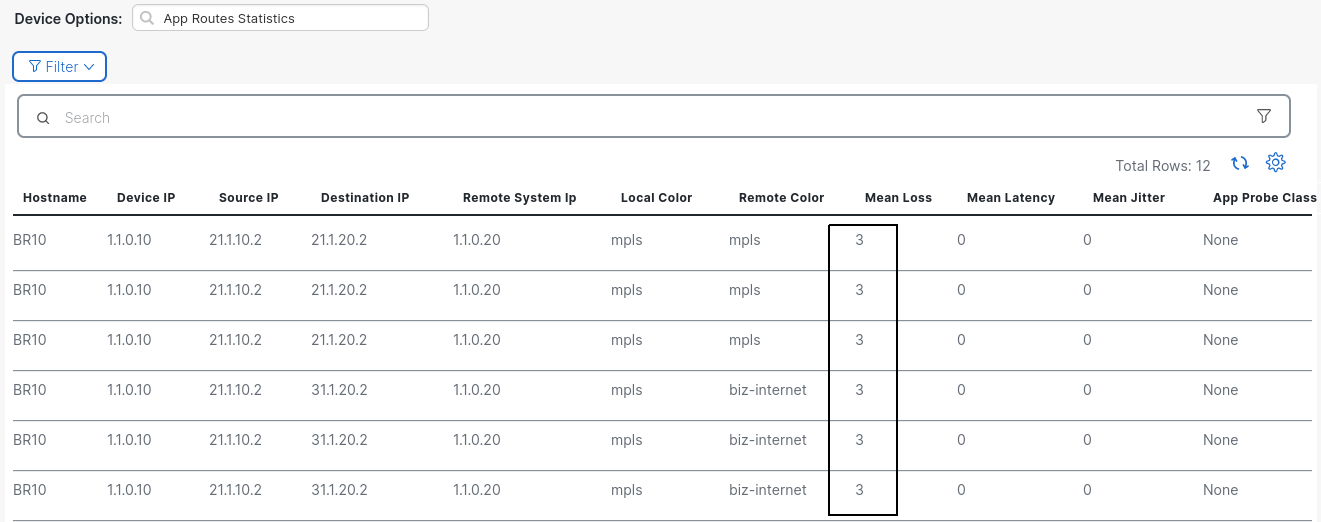 Device Options: App Routes Statistics
Filter
Search
Total Rows: 12
Hostname Device IP Source IP Destination IP Remote System Ip Local Color Remote Color Mean Loss Mean Latency Mean Jitter App Probe Class
BR10 1.1.0.10 21.1.10.2 21.1.20.2 1.1.0.20 mpls mpls 3 0 0 None
BR10 1.1.0.10 21.1.10.2 21.1.20.2 1.1.0.20 mpls mpls 3 0 0 None
BR10 1.1.0.10 21.1.10.2 21.1.20.2 1.1.0.20 mpls mpls 3 0 0 None
BR10 1.1.0.10 21.1.10.2 31.1.20.2 1.1.0.20 mpls biz-internet 3 0 0 None
BR10 1.1.0.10 21.1.10.2 31.1.20.2 1.1.0.20 mpls biz-internet 3 0 0 None
BR10 1.1.0.10 21.1.10.2 31.1.20.2 1.1.0.20 mpls biz-internet 3 0 0 None